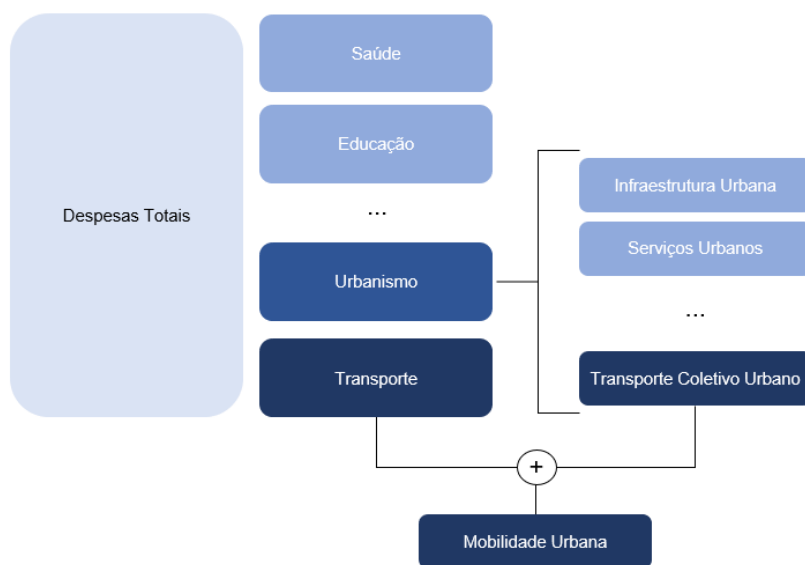 Despesas Totais
Saúde
Educação
...
Urbanismo
Transporte
Infraestrutura Urbana
Serviços Urbanos
...
Transporte Coletivo Urbano
+
Mobilidade Urbana